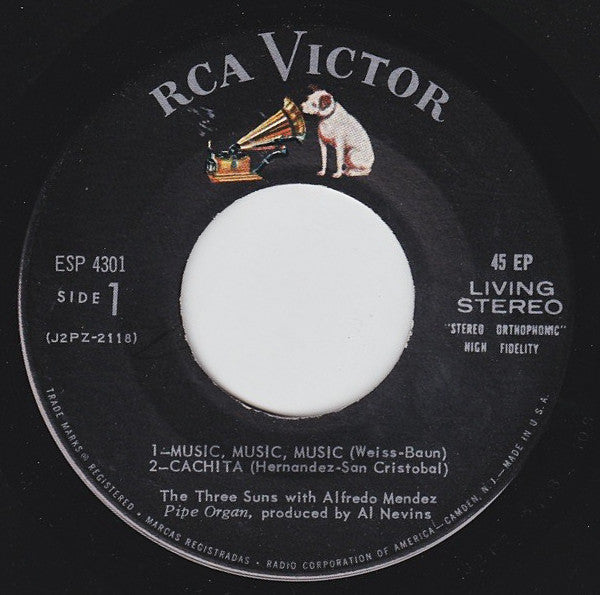 RCA VICTOR
ESP 4301
SIDE 1
(J2PZ-2118)
45 EP
LIVING
STEREO
"STEREO ORTHOPHONIC"
HIGH FIDELITY
1—MUSIC, MUSIC, MUSIC (Weiss-Baun)
2—CACHITA (Hernandez-San Cristobal)
The Three Suns with Alfredo Mendez
Pipe Organ, produced by Al Nevins
TRADE MARKS ® REGISTERED • MARCAS REGISTRADAS • RADIO CORPORATION OF AMERICA—CAMDEN, N.J.—MADE IN U.S.A.